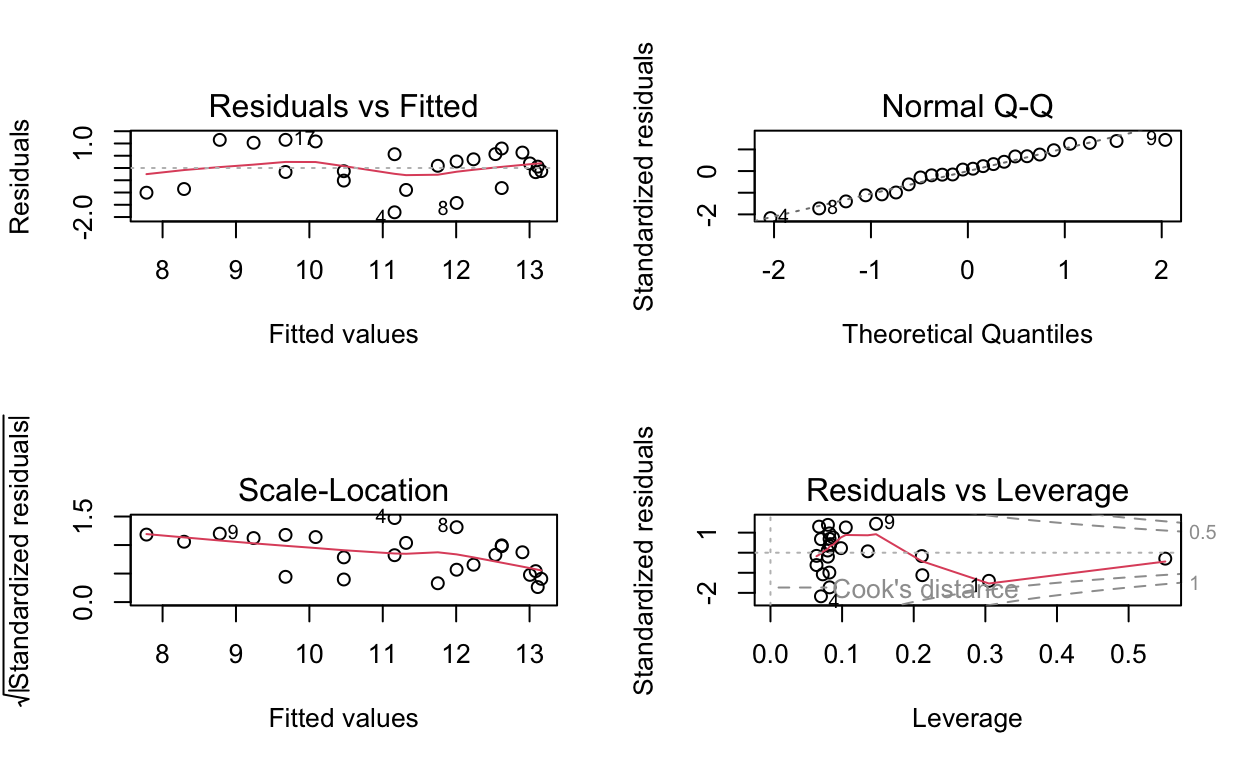 Residuals vs Fitted
Residuals
1.0
-2.0
17
4
8
8 9 10 11 12 13
Fitted values
Normal Q-Q
Standardized residuals
0
-2
9
4
8
-2 -1 0 1 2
Theoretical Quantiles
Scale-Location
√|Standardized residuals|
1.5
0.0
4
8
9
8 9 10 11 12 13
Fitted values
Residuals vs Leverage
Standardized residuals
1
-2
9
0.5
1
1
Cook's distance
4
0.0 0.1 0.2 0.3 0.4 0.5
Leverage